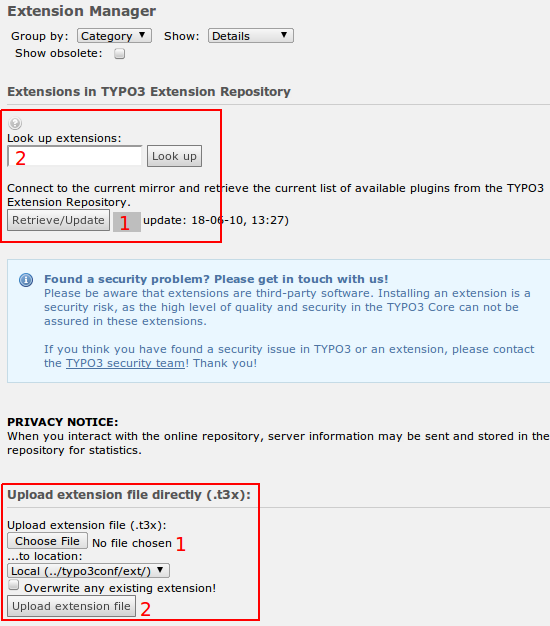 Extension Manager
Group by: Category ▼ Show: Details ▼
Show obsolete:
Extensions in TYPO3 Extension Repository
?
Look up extensions:
2 Look up
Connect to the current mirror and retrieve the current list of available plugins from the TYPO3
Extension Repository.
Retrieve/Update 1 update: 18-06-10, 13:27)
i Found a security problem? Please get in touch with us!
Please be aware that extensions are third-party software. Installing an extension is a
security risk, as the high level of quality and security in the TYPO3 Core can not be
assured in these extensions.
If you think you have found a security issue in TYPO3 or an extension, please contact
the TYPO3 security team! Thank you!
PRIVACY NOTICE:
When you interact with the online repository, server information may be sent and stored in the
repository for statistics.
Upload extension file directly (.t3x):
Upload extension file (.t3x):
Choose File No file chosen 1
...to location:
Local (../typo3conf/ext/) ▼
Overwrite any existing extension!
Upload extension file 2